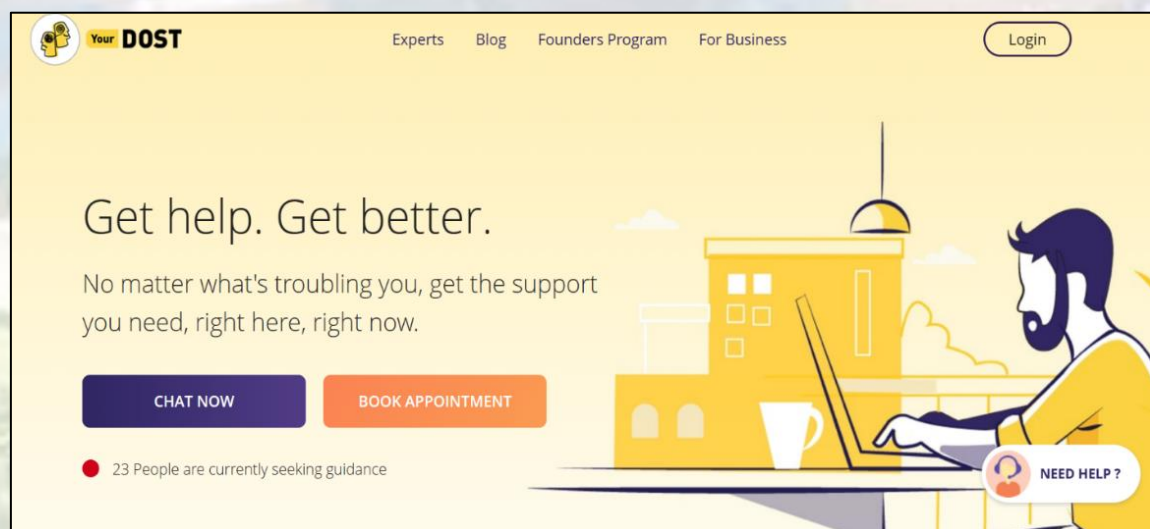 Your DOST
Experts Blog Founders Program For Business
Login
Get help. Get better.
No matter what's troubling you, get the support
you need, right here, right now.
CHAT NOW
BOOK APPOINTMENT
23 People are currently seeking guidance
NEED HELP ?